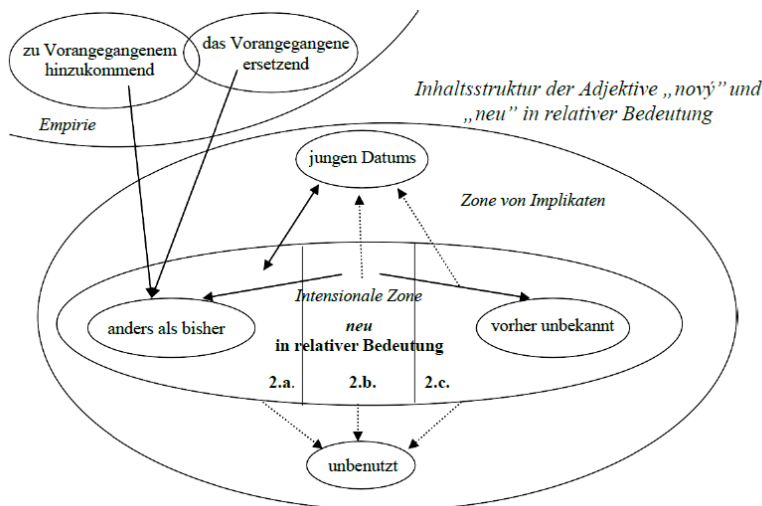 zu Vorangegangenem
hinzukommend
das Vorangegangene
ersetzend
Empirie
Inhaltsstruktur der Adjektive „nový" und
„neu" in relativer Bedeutung
jungen Datums
Zone von Implikaten
Intensionale Zone
anders als bisher
neu
in relativer Bedeutung
vorher unbekannt
2.a. 2.b. 2.c.
unbenutzt